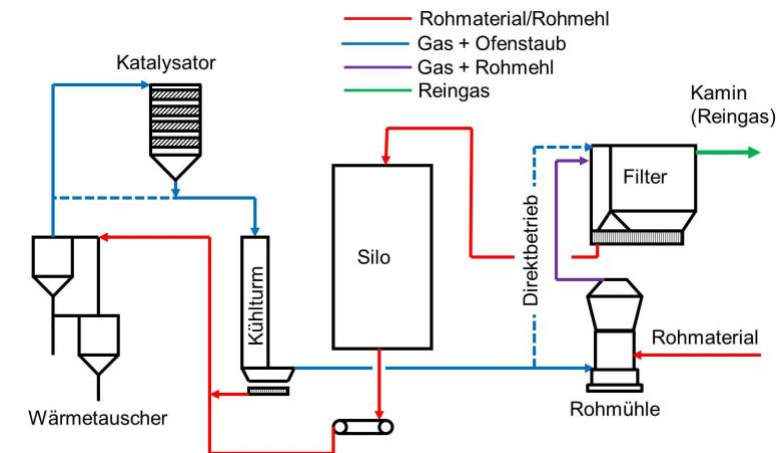 Rohmaterial/Rohmehl
Gas + Ofenstaub
Gas + Rohmehl
Reingas
Katalysator
Kamin
(Reingas)
Filter
Silo
Direktbetrieb
Kühlturm
Rohmaterial
Wärmetauscher
Rohmühle